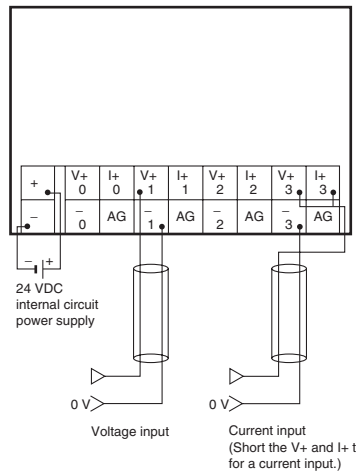 + V+ I+ V+ I+ V+ I+ V+ I+
0 0 1 1 2 2 3 3
− − AG − AG − AG − AG
0 1 2 3
− +
24 VDC
internal circuit
power supply
0 V 0 V
Voltage input
Current input
(Short the V+ and I+ t
for a current input.)